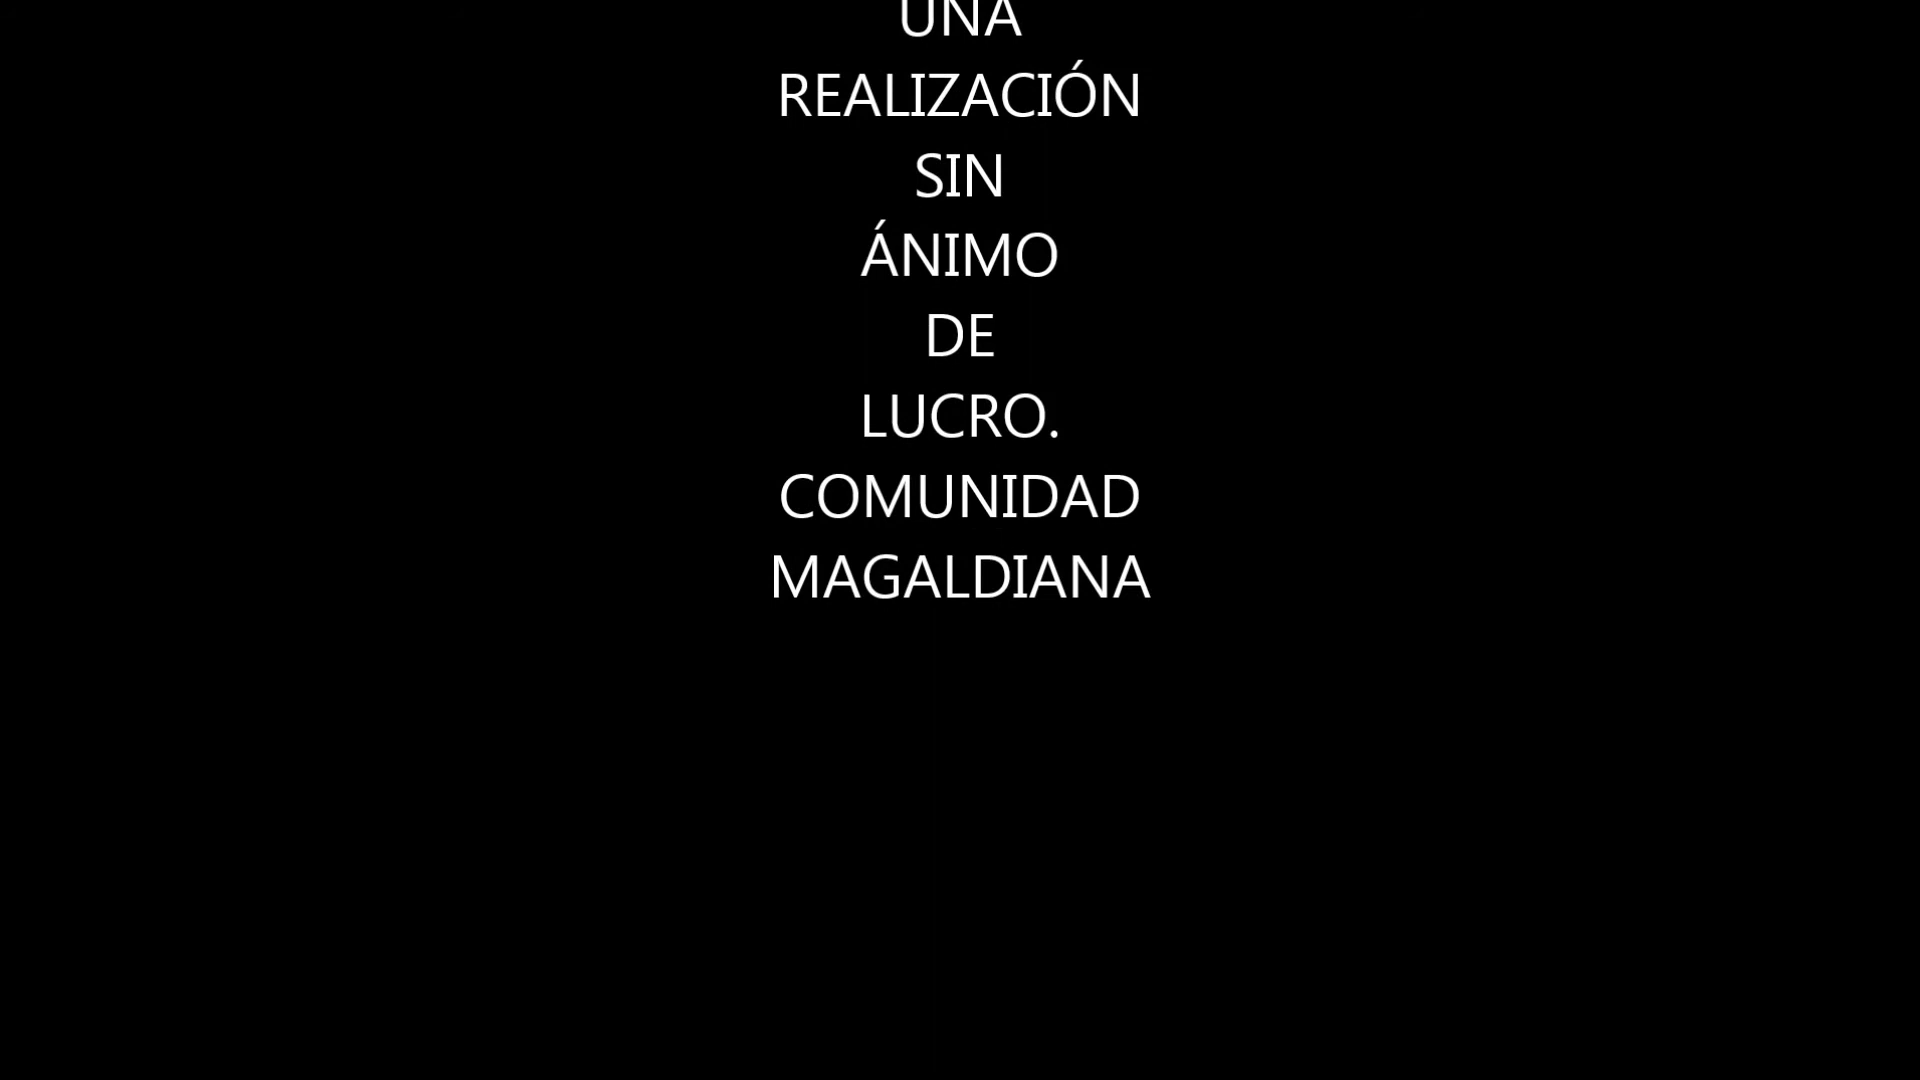 UNA
REALIZACIÓN
SIN
ÁNIMO
DE
LUCRO.
COMUNIDAD
MAGALDIANA